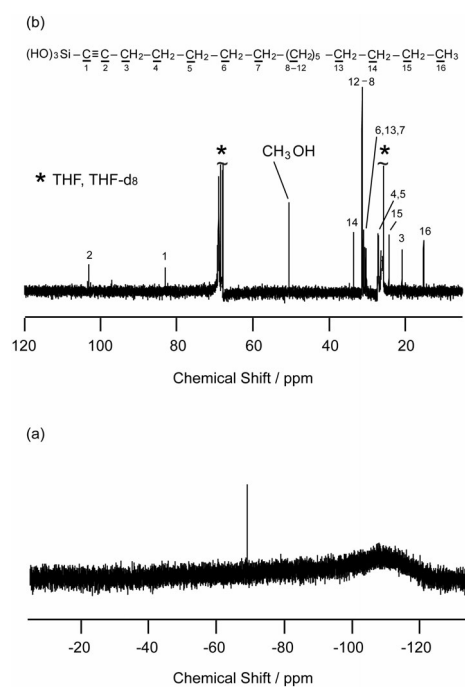 (b)
(HO)₃Si–C≡C–CH₂–CH₂–CH₂–CH₂–CH₂–(CH₂)₅–CH₂–CH₂–CH₂–CH₃
1 2 3 4 5 6 7 8–12 13 14 15 16
12–8
6,13,7
* *
CH₃OH
* THF, THF-d₈
4,5
15
14
2 1 3 16
120 100 80 60 40 20
Chemical Shift / ppm
(a)
-20 -40 -60 -80 -100 -120
Chemical Shift / ppm